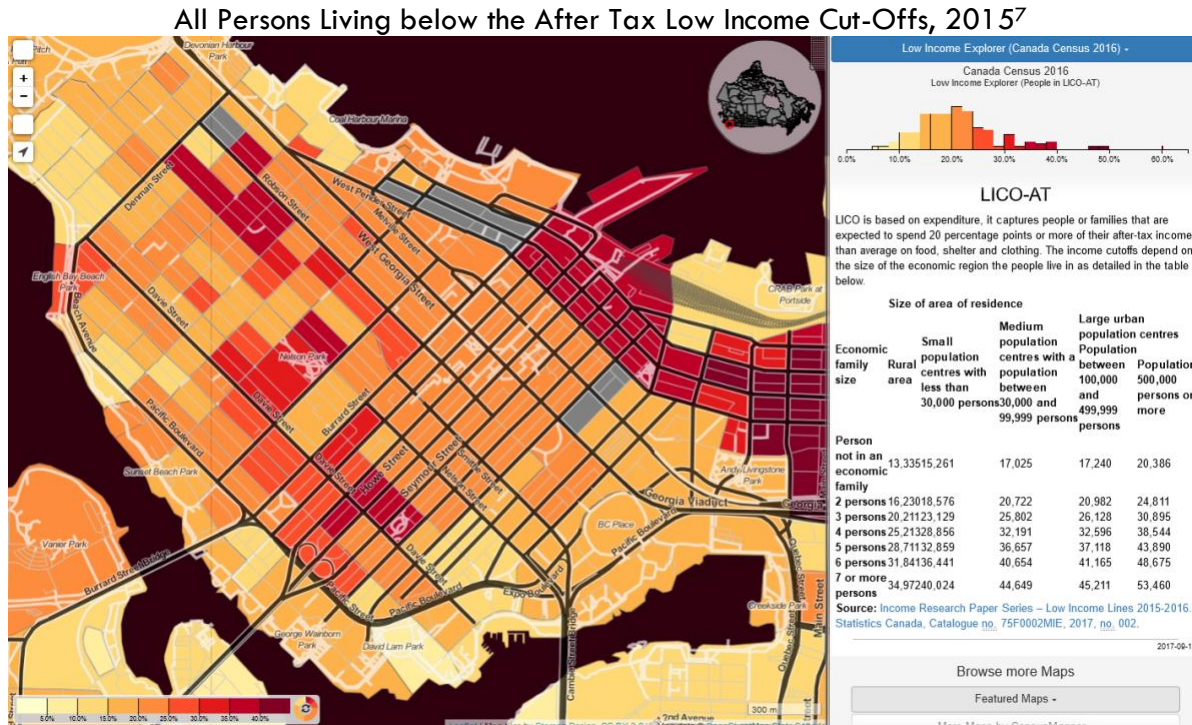 All Persons Living below the After Tax Low Income Cut-Offs, 2015⁷
Devonian Harbour
Park
Coal Harbour Marina
+
−
Denman Street
Robson Street
West Pender Street
Melville Street
West Georgia Street
English Bay Beach
Park
Beach Avenue
Davie Street
Nelson Park
CRAB Park at
Portside
Pacific Boulevard
Davie Street
Burrard Street
Sunset Beach Park
Davie Street
Howe Street
Seymour Street
Nelson Street
Smithe Street
Andy Livingstone
Park
Georgia Viaduct
Georgia
BC Place
Pacific Boulevard
Vanier Park
Burrard Street Bridge
Pacific Street
Davie Street
Pacific Boulevard
Expo Boulevard
Quebec Street
Creekside Park
Main Street
George Wainborn
Park
David Lam Park
Cambie Street Bridge
Quebec Street
2nd Avenue
300 m
5.0% 10.0% 15.0% 20.0% 25.0% 30.0% 35.0% 40.0%
Low Income Explorer (Canada Census 2016)
Canada Census 2016
Low Income Explorer (People in LICO-AT)
0.0% 10.0% 20.0% 30.0% 40.0% 50.0% 60.0%
LICO-AT
LICO is based on expenditure, it captures people or families that are
expected to spend 20 percentage points or more of their after-tax income
than average on food, shelter and clothing. The income cutoffs depend on
the size of the economic region the people live in as detailed in the table
below.
Size of area of residence
Economic
family
size
Rural
area
Small
population
centres with
less than
30,000 persons
Medium
population
centres with a
population
between
30,000 and
99,999 persons
Large urban
population centres
Population
between
100,000
and
499,999
persons
Population
500,000
persons or
more
Person
not in an
economic
family
13,335 15,261 17,025 17,240 20,386
2 persons 16,230 18,576 20,722 20,982 24,811
3 persons 20,211 23,129 25,802 26,128 30,895
4 persons 25,213 28,856 32,191 32,596 38,544
5 persons 28,711 32,859 36,657 37,118 43,890
6 persons 31,841 36,441 40,654 41,165 48,675
7 or more
persons
34,972 40,024 44,649 45,211 53,460
Source: Income Research Paper Series – Low Income Lines 2015-2016.
Statistics Canada, Catalogue no. 75F0002MIE, 2017, no. 002.
2017-09-1
Browse more Maps
Featured Maps